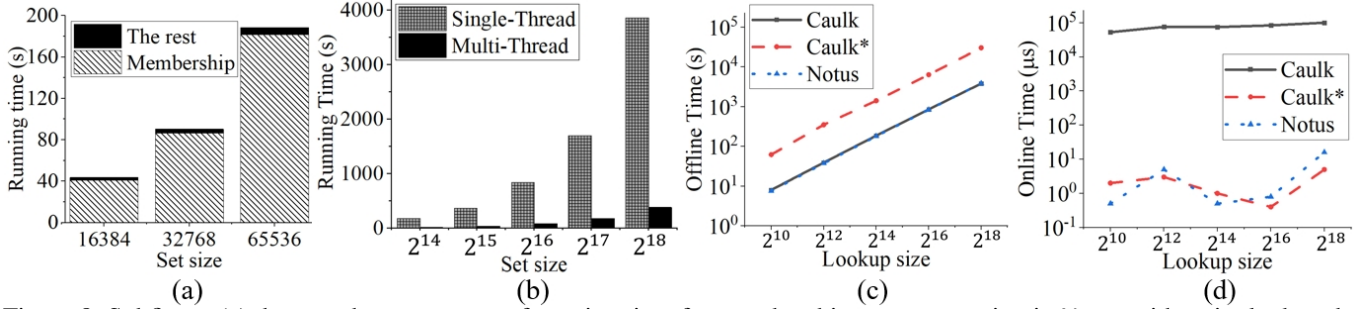 200
160
120
80
40
0
Running time (s)
The rest
Membership
16384 32768 65536
Set size
(a)
4000
3000
2000
1000
0
Running Time (s)
Single-Thread
Multi-Thread
2^14 2^15 2^16 2^17 2^18
Set size
(b)
10^5
10^4
10^3
10^2
10^1
10^0
Offline Time (s)
Caulk
Caulk*
Notus
2^10 2^12 2^14 2^16 2^18
Lookup size
(c)
10^5
10^4
10^3
10^2
10^1
10^0
10^-1
Online Time (μs)
Caulk
Caulk*
Notus
2^10 2^12 2^14 2^16 2^18
Lookup size
(d)